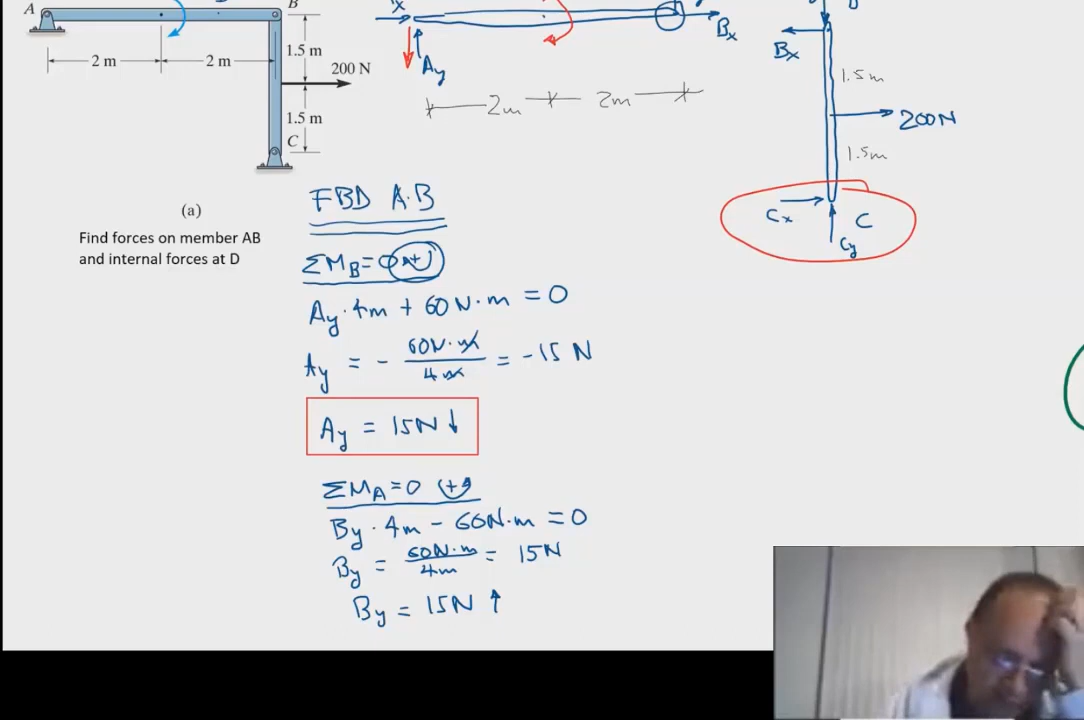 A
B
2 m
2 m
1.5 m
200 N
1.5 m
C
(a)
Find forces on member AB
and internal forces at D
Ay
Bx
2m
2m
Bx
1.5m
200N
1.5m
Cx
C
Cy
FBD A·B
ΣMB=0
Ay·4m + 60N·m = 0
Ay = - 60N·m / 4m = -15 N
Ay = 15N ↓
ΣMA=0 (+
By·4m - 60N·m = 0
By = 60N·m / 4m = 15N
By = 15N ↑